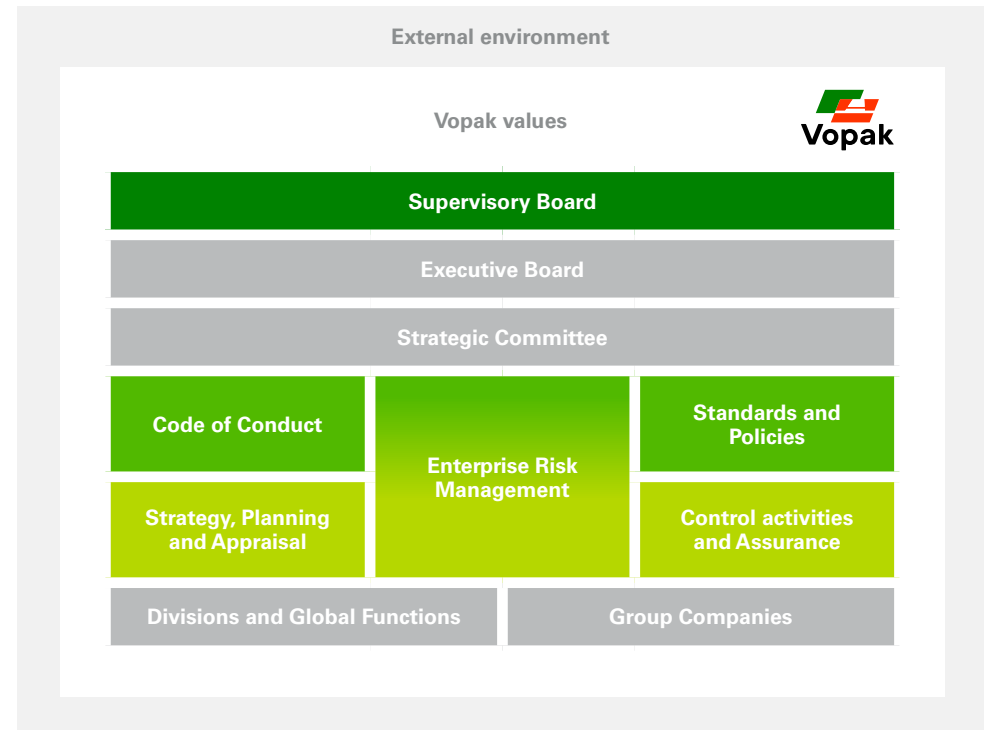 External environment
Vopak values
Vopak
Supervisory Board
Executive Board
Strategic Committee
Code of Conduct
Enterprise Risk
Management
Standards and
Policies
Strategy, Planning
and Appraisal
Control activities
and Assurance
Divisions and Global Functions
Group Companies